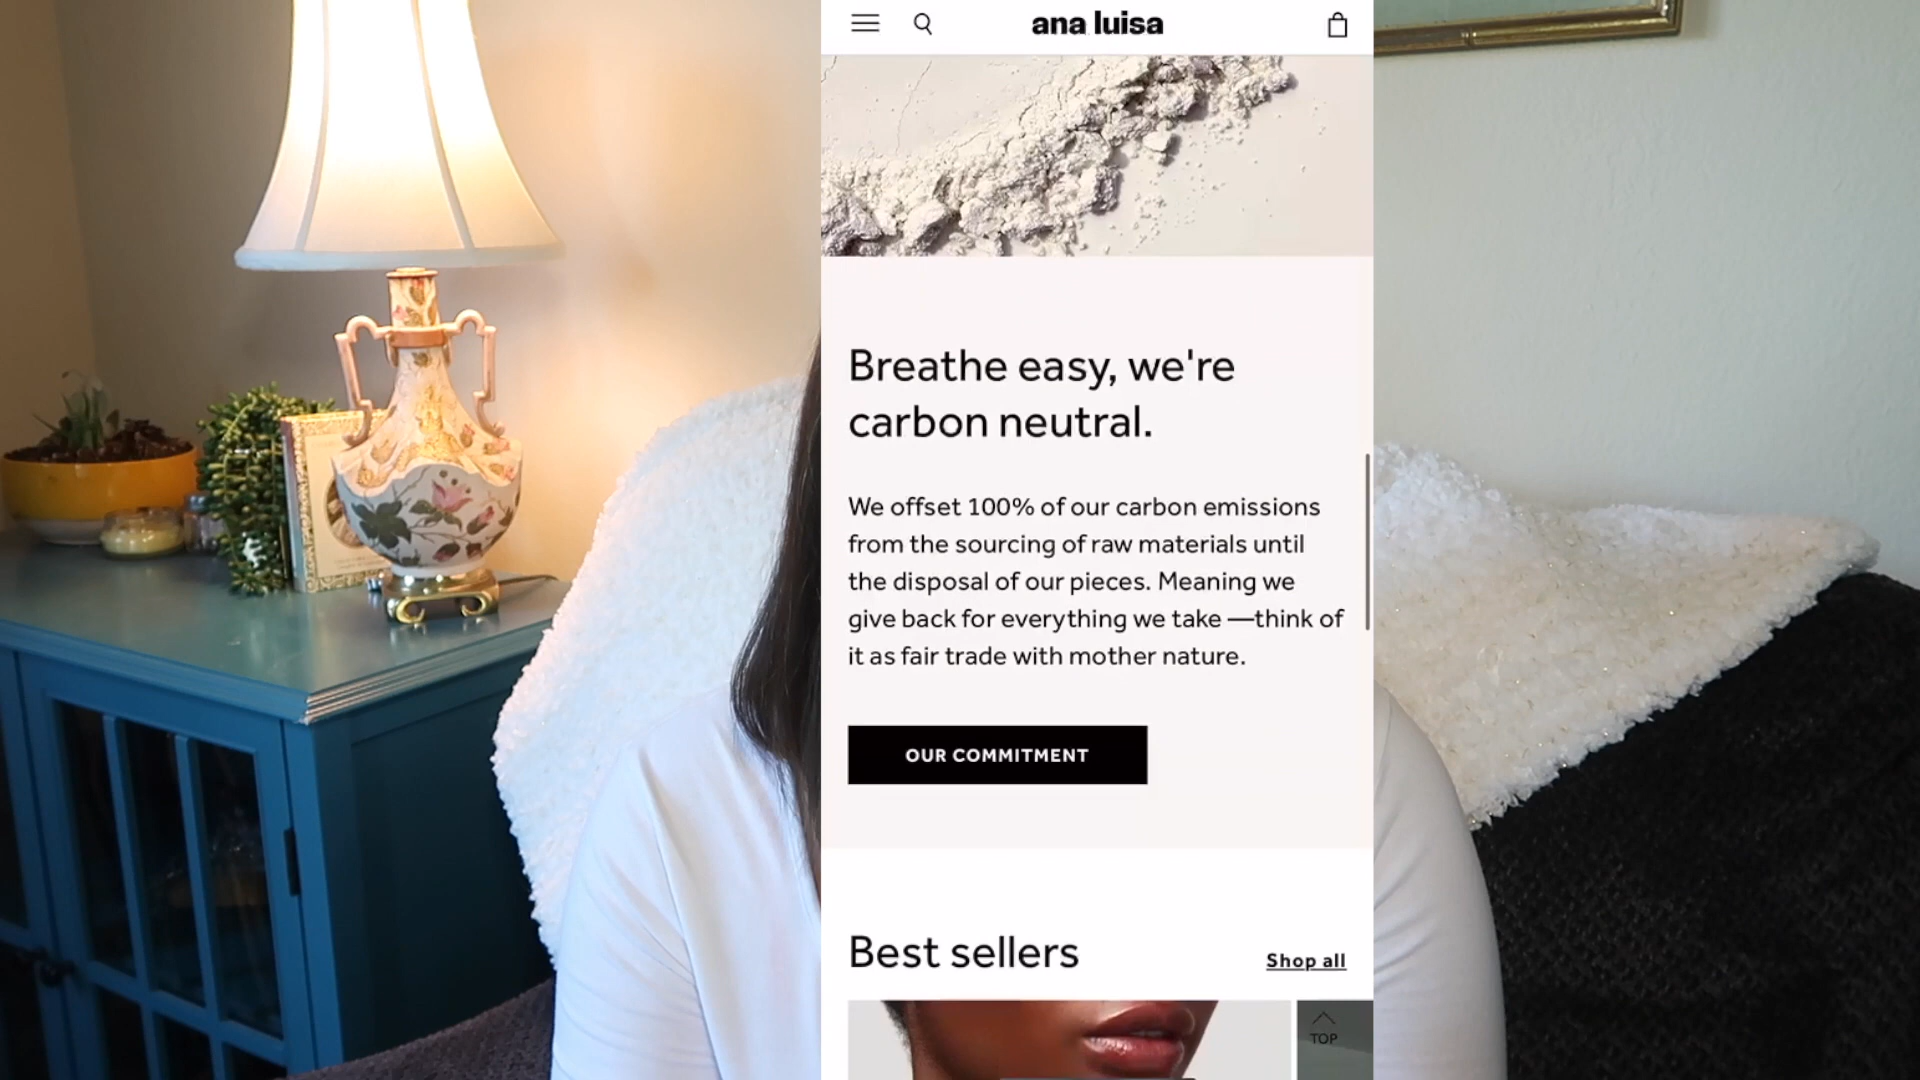 ana luisa
Breathe easy, we're
carbon neutral.
We offset 100% of our carbon emissions
from the sourcing of raw materials until
the disposal of our pieces. Meaning we
give back for everything we take —think of
it as fair trade with mother nature.
OUR COMMITMENT
Best sellers
Shop all
TOP